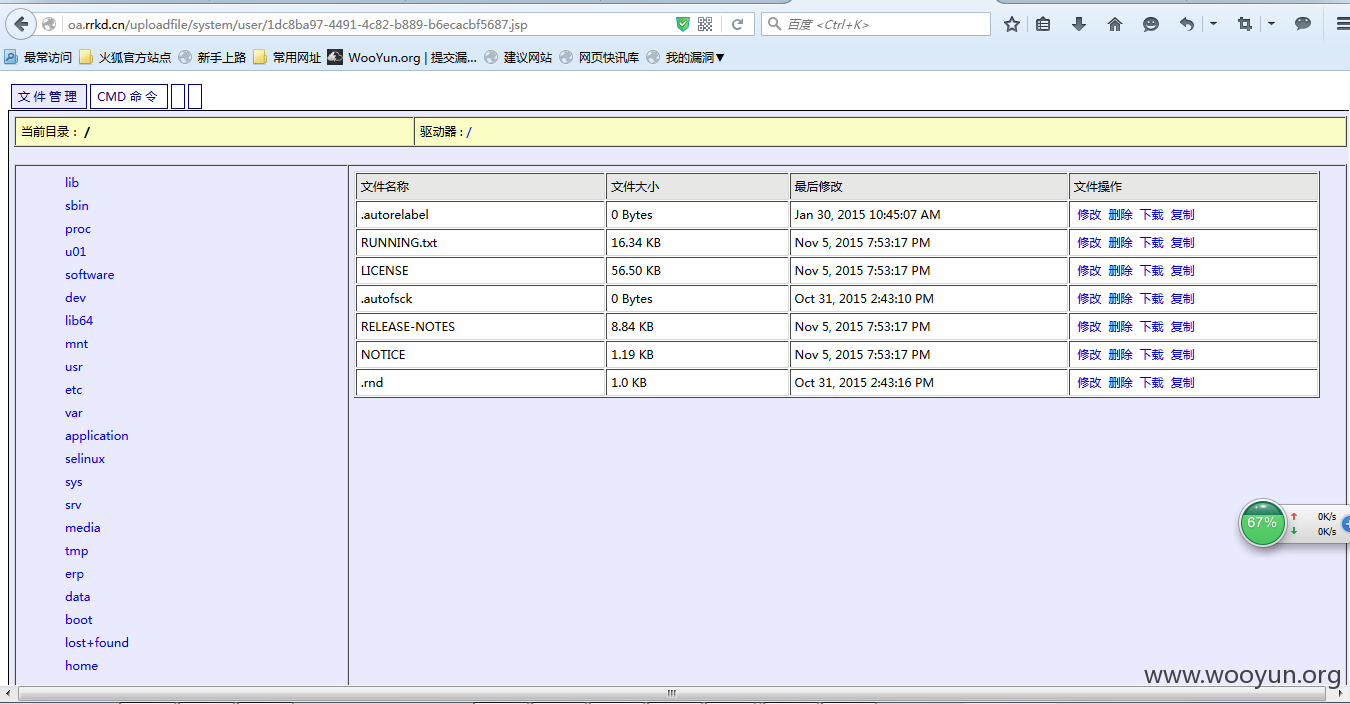 oa.rrkd.cn/uploadfile/system/user/1dc8ba97-4491-4c82-b889-b6ecacbf5687.jsp 百度 <Ctrl+K>
最常访问 火狐官方站点 新手上路 常用网址 WooYun.org | 提交漏... 建议网站 网页快讯库 我的漏洞▼
文件管理 CMD 命令
当前目录： / 驱动器 : /
lib
sbin
proc
u01
software
dev
lib64
mnt
usr
etc
var
application
selinux
sys
srv
media
tmp
erp
data
boot
lost+found
home
文件名称 文件大小 最后修改 文件操作
.autorelabel 0 Bytes Jan 30, 2015 10:45:07 AM 修改 删除 下载 复制
RUNNING.txt 16.34 KB Nov 5, 2015 7:53:17 PM 修改 删除 下载 复制
LICENSE 56.50 KB Nov 5, 2015 7:53:17 PM 修改 删除 下载 复制
.autofsck 0 Bytes Oct 31, 2015 2:43:10 PM 修改 删除 下载 复制
RELEASE-NOTES 8.84 KB Nov 5, 2015 7:53:17 PM 修改 删除 下载 复制
NOTICE 1.19 KB Nov 5, 2015 7:53:17 PM 修改 删除 下载 复制
.rnd 1.0 KB Oct 31, 2015 2:43:16 PM 修改 删除 下载 复制
67% 0K/s
0K/s
www.wooyun.org